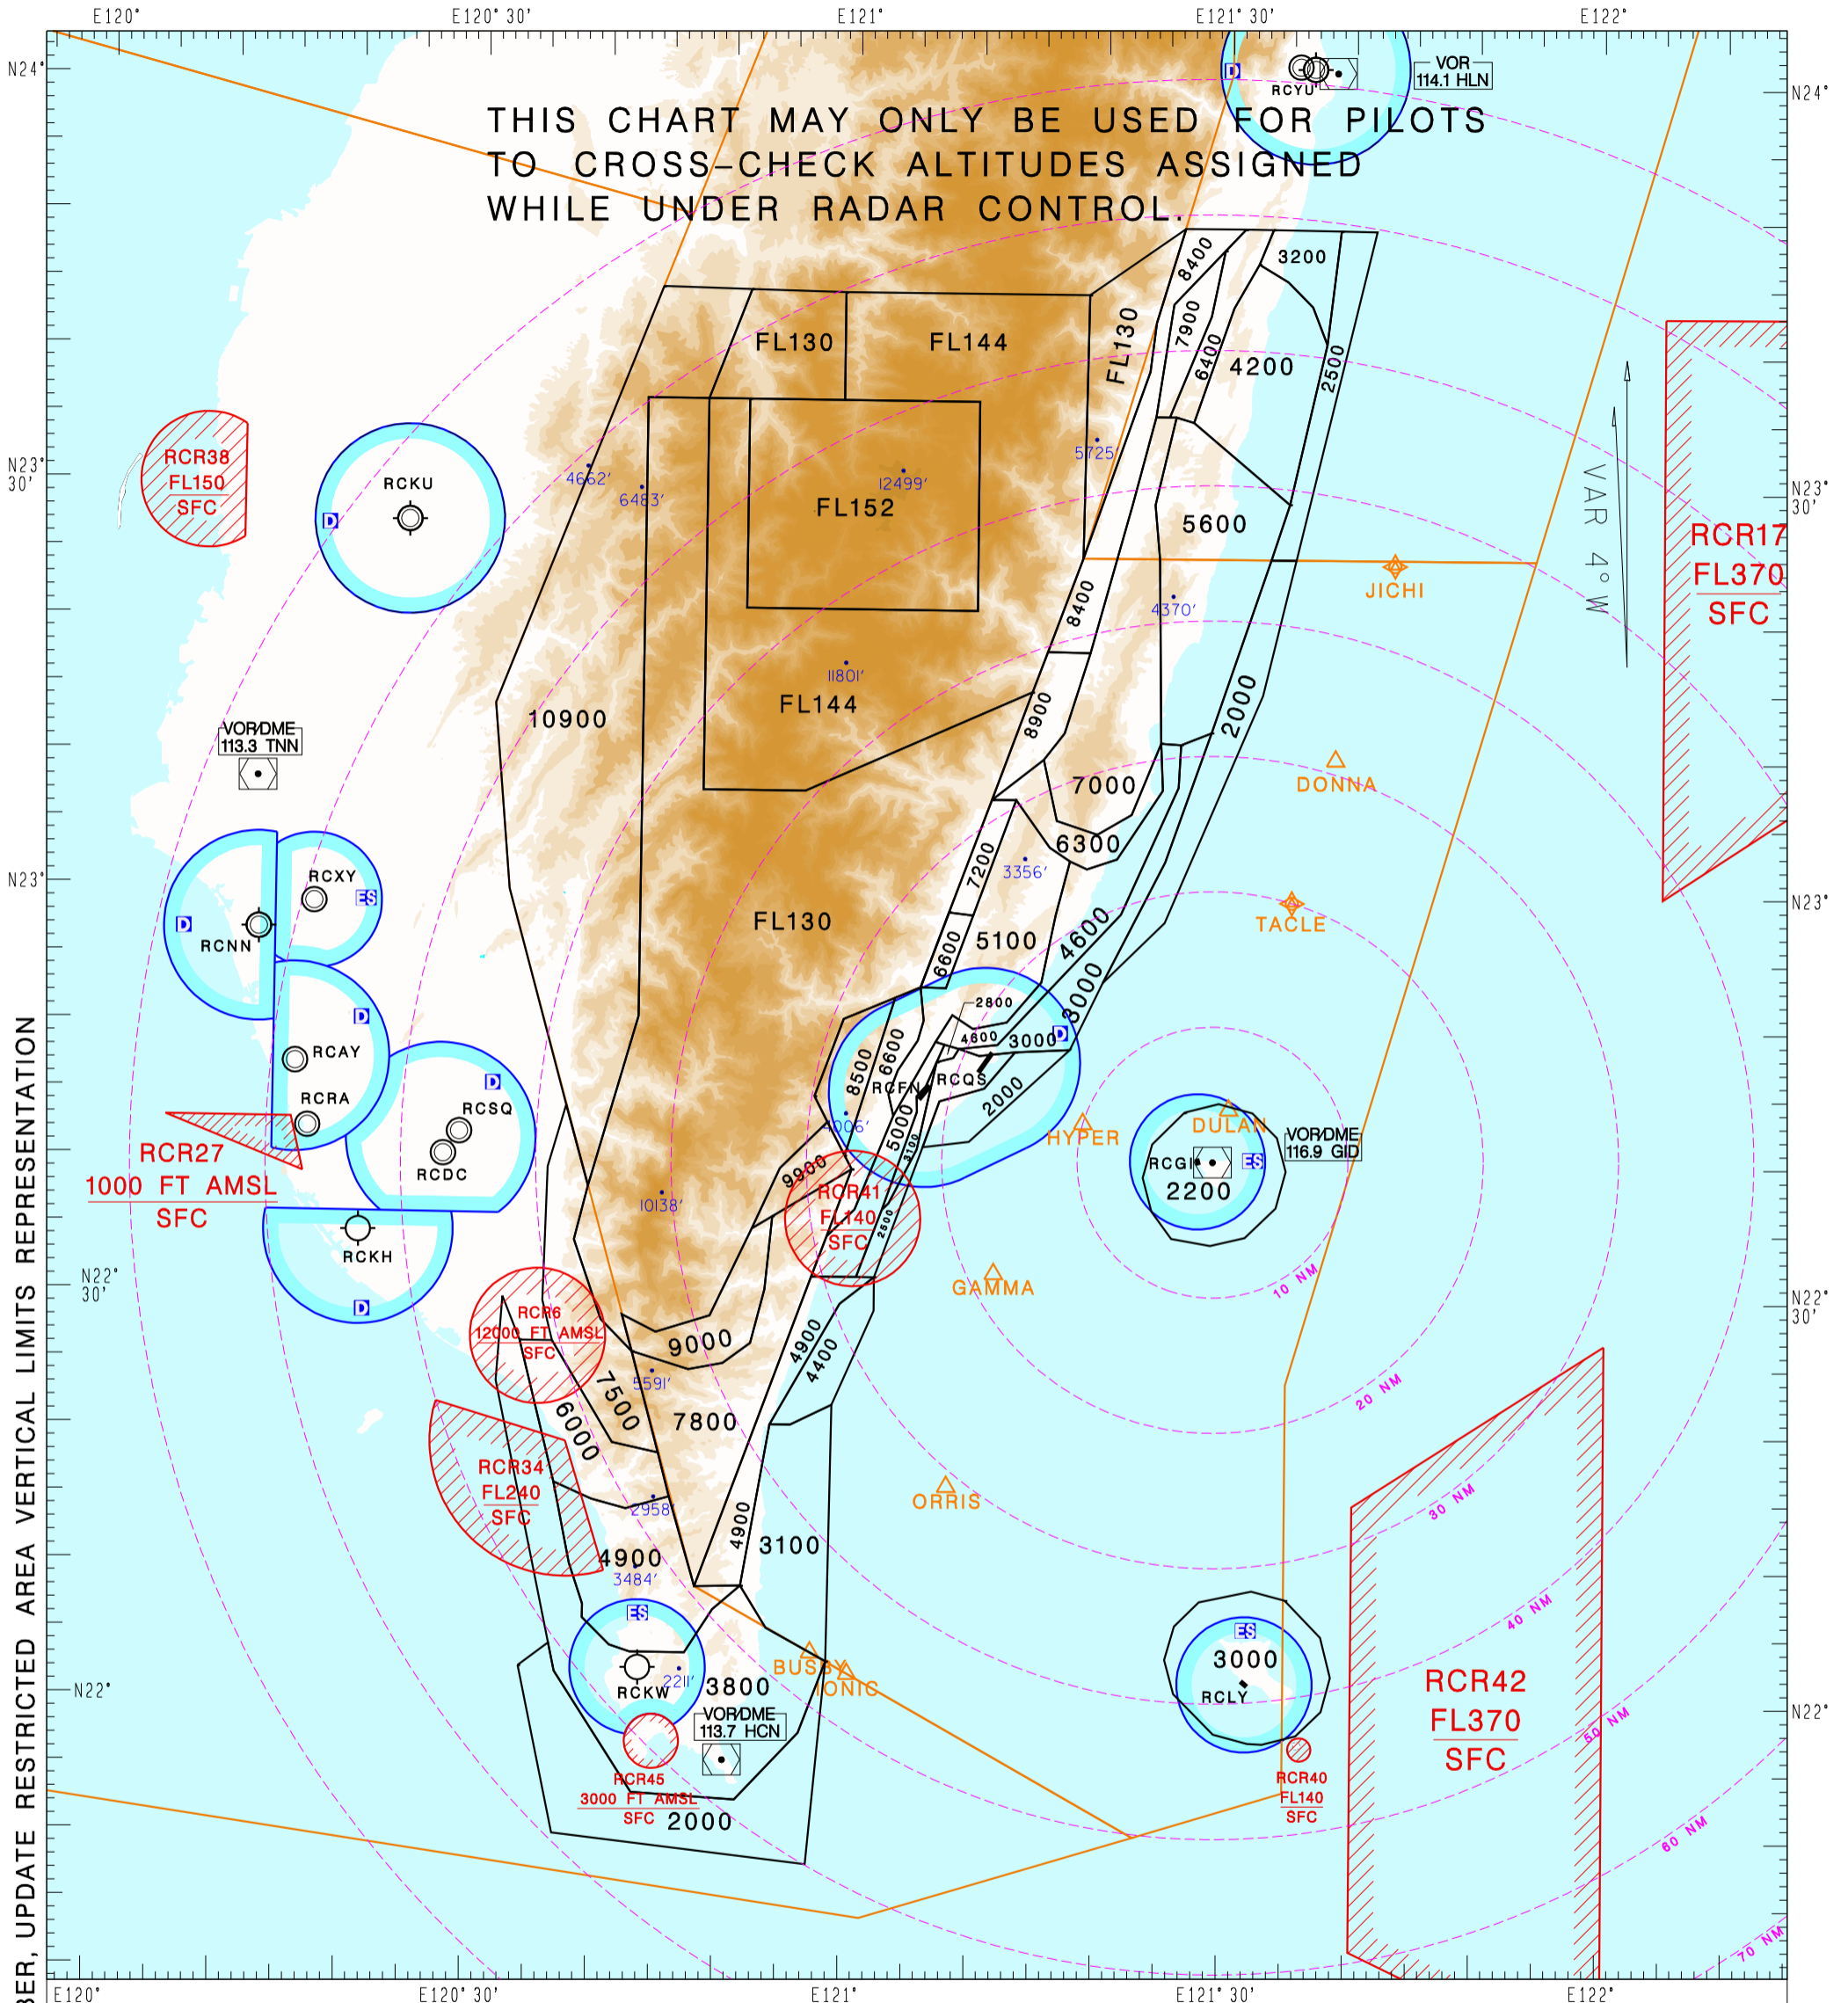 E120°
E120° 30'
E121°
E121° 30'
E122°
N24°
N24°
VOR
114.1 HLN
RCYU
D
THIS CHART MAY ONLY BE USED FOR PILOTS
TO CROSS-CHECK ALTITUDES ASSIGNED
WHILE UNDER RADAR CONTROL.
8400
3200
FL130
FL144
FL130
7900
6400
4200
2500
RCR38
FL150
SFC
RCKU
D
4662'
6483'
12499'
5725'
FL152
5600
N23°
30'
N23°
30'
VAR 4° W
RCR17
FL370
SFC
JICHI
4370'
8400
11801'
FL144
10900
8900
2000
VOR/DME
113.3 TNN
7000
DONNA
6300
7200
3356'
N23°
N23°
RCXY
ES
D
RCNN
FL130
6600
5100
4600
TACLE
3000
2800
4600
3000
D
D
RCAY
RCRA
RCSQ
D
RCDC
8500
6600
RCFN
RCQS
2000
4006'
5000
3100
HYPER
DULAN
VOR/DME
116.9 GID
RCGI
ES
2200
RCR27
1000 FT AMSL
SFC
9900
10138'
RCR41
FL140
SFC
2500
RCKH
D
GAMMA
10 NM
N22°
30'
N22°
30'
RCR6
12000 FT AMSL
SFC
9000
4900
4400
5591'
7500
6000
7800
20 NM
RCR34
FL240
SFC
2958'
ORRIS
30 NM
4900
3100
4900
3484'
ES
40 NM
BUSBY
IONIC
2211'
RCKW
3800
ES
3000
RCLY
RCR42
FL370
SFC
N22°
N22°
VOR/DME
113.7 HCN
50 NM
RCR45
3000 FT AMSL
SFC
2000
RCR40
FL140
SFC
60 NM
70 NM
BER, UPDATE RESTRICTED AREA VERTICAL LIMITS REPRESENTATION
E120°
E120° 30'
E121°
E121° 30'
E122°